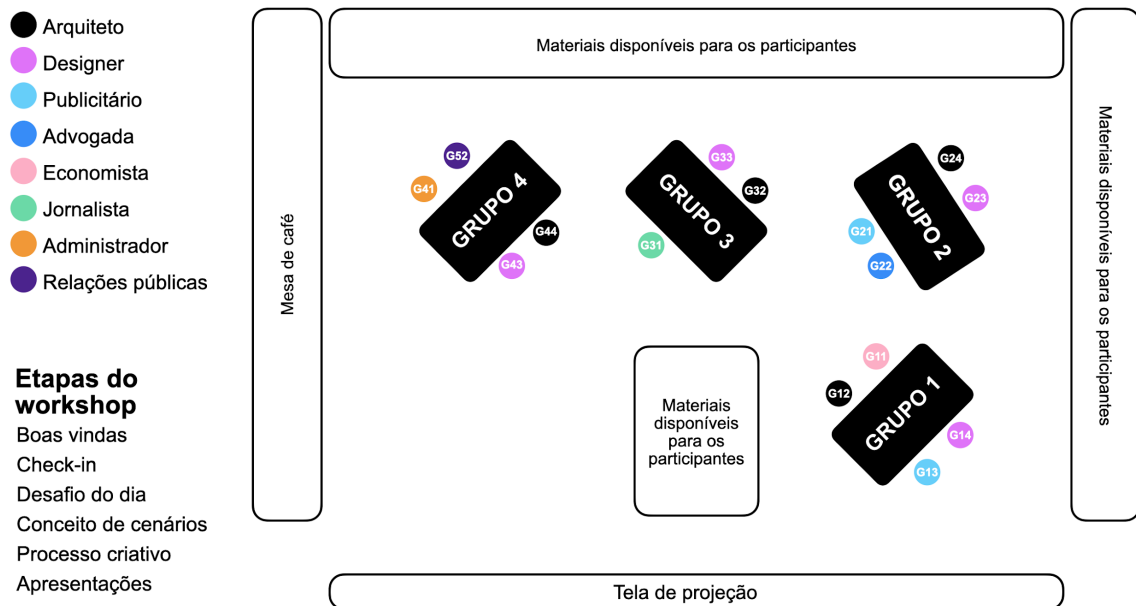 Arquiteto
Designer
Publicitário
Advogada
Economista
Jornalista
Administrador
Relações públicas
Etapas do
workshop
Boas vindas
Check-in
Desafio do dia
Conceito de cenários
Processo criativo
Apresentações
Mesa de café
Materiais disponíveis para os participantes
G52
G41
GRUPO 4
G44
G43
G33
G32
GRUPO 3
G31
G24
G23
GRUPO 2
G21
G22
G11
G12
GRUPO 1
G14
G13
Materiais
disponíveis
para os
participantes
Materiais disponíveis para os participantes
Tela de projeção